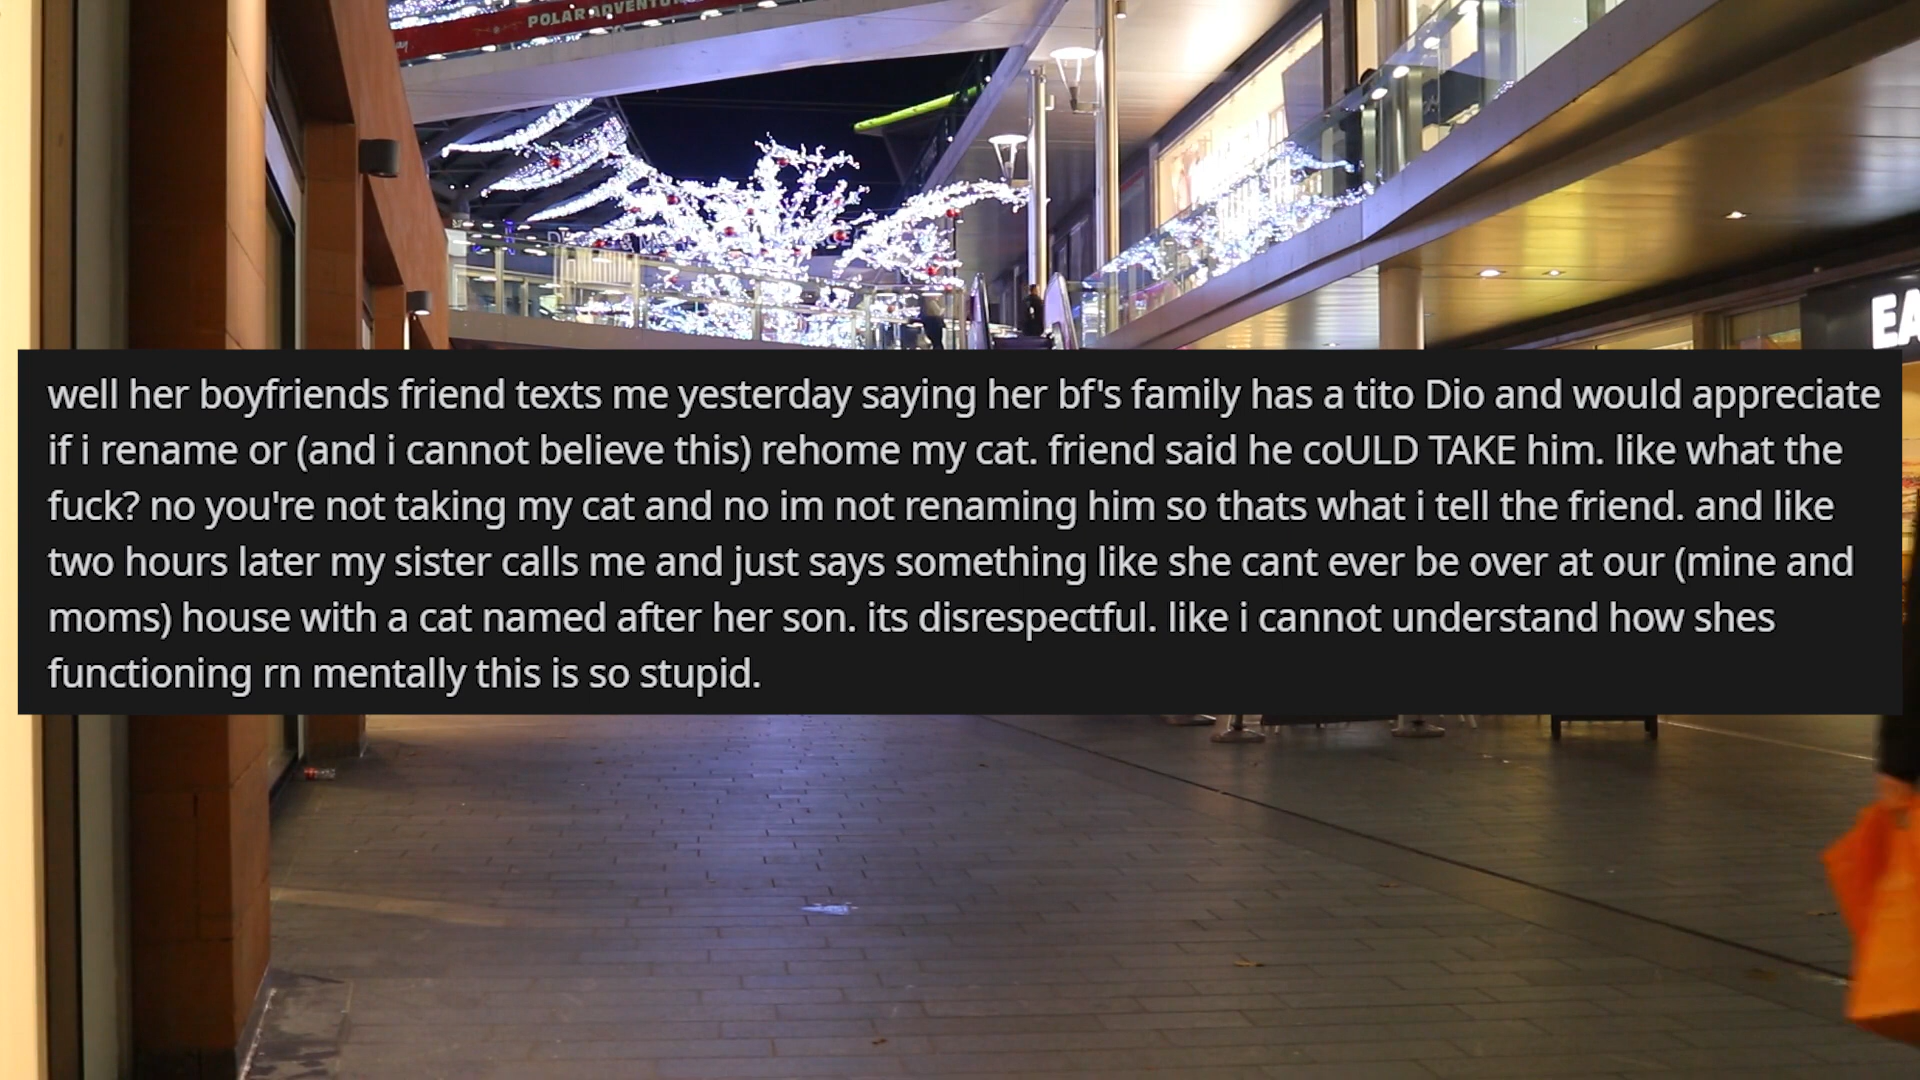 POLAR ADVENTU
well her boyfriends friend texts me yesterday saying her bf's family has a tito Dio and would appreciate
if i rename or (and i cannot believe this) rehome my cat. friend said he coULD TAKE him. like what the
fuck? no you're not taking my cat and no im not renaming him so thats what i tell the friend. and like
two hours later my sister calls me and just says something like she cant ever be over at our (mine and
moms) house with a cat named after her son. its disrespectful. like i cannot understand how shes
functioning rn mentally this is so stupid.
EA